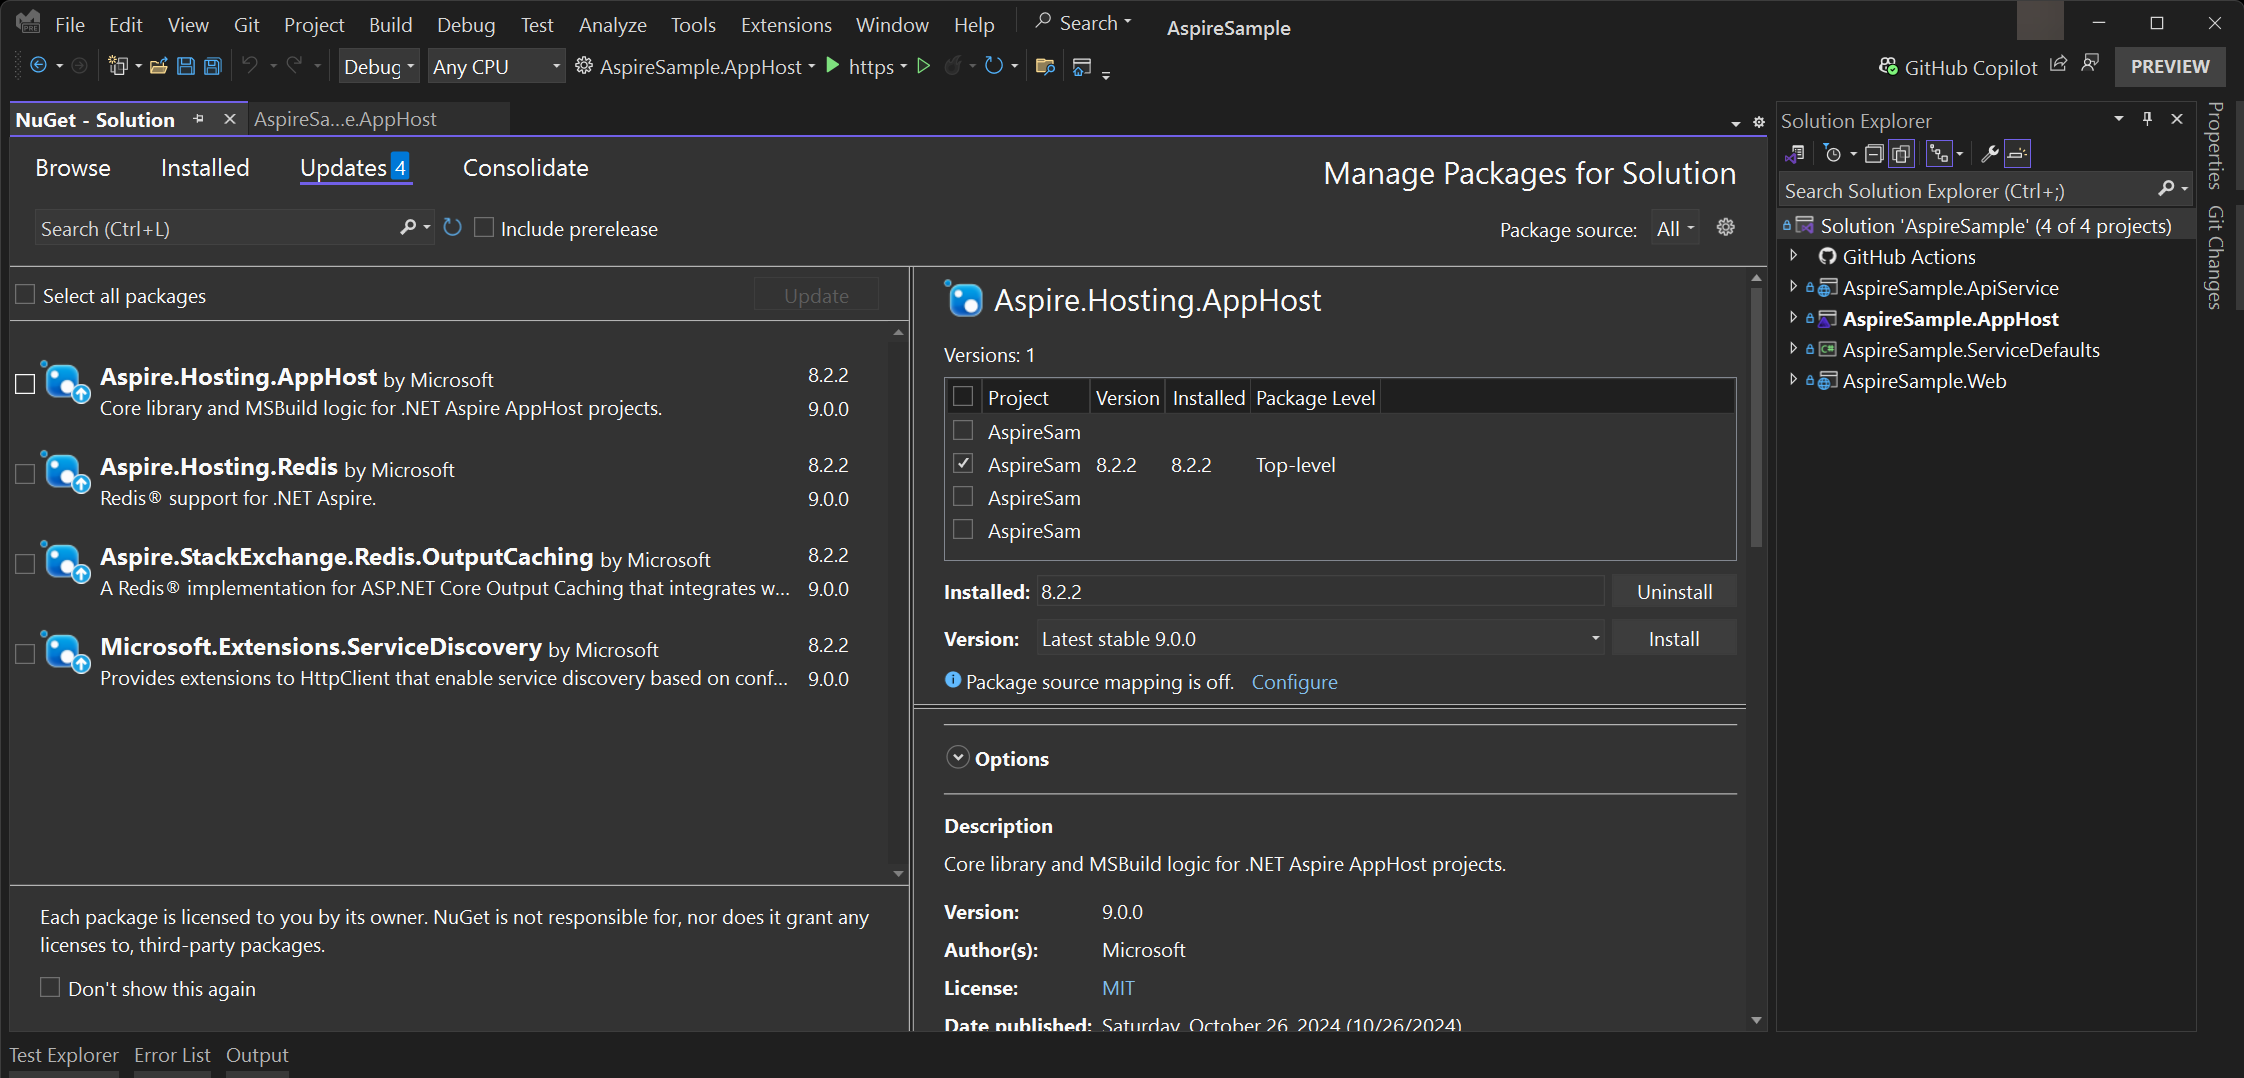 File Edit View Git Project Build Debug Test Analyze Tools Extensions Window Help Search AspireSample
Debug Any CPU AspireSample.AppHost https GitHub Copilot PREVIEW
NuGet - Solution AspireSa...e.AppHost
Browse Installed Updates 4 Consolidate
Manage Packages for Solution
Search (Ctrl+L) Include prerelease
Package source: All
Select all packages Update
Aspire.Hosting.AppHost by Microsoft 8.2.2
Core library and MSBuild logic for .NET Aspire AppHost projects. 9.0.0
Aspire.Hosting.Redis by Microsoft 8.2.2
Redis® support for .NET Aspire. 9.0.0
Aspire.StackExchange.Redis.OutputCaching by Microsoft 8.2.2
A Redis® implementation for ASP.NET Core Output Caching that integrates w... 9.0.0
Microsoft.Extensions.ServiceDiscovery by Microsoft 8.2.2
Provides extensions to HttpClient that enable service discovery based on conf... 9.0.0
Each package is licensed to you by its owner. NuGet is not responsible for, nor does it grant any
licenses to, third-party packages.
Don't show this again
Aspire.Hosting.AppHost
Versions: 1
Project Version Installed Package Level
AspireSam
AspireSam 8.2.2 8.2.2 Top-level
AspireSam
AspireSam
Installed: 8.2.2 Uninstall
Version: Latest stable 9.0.0 Install
Package source mapping is off. Configure
Options
Description
Core library and MSBuild logic for .NET Aspire AppHost projects.
Version: 9.0.0
Author(s): Microsoft
License: MIT
Date published: Saturday, October 26, 2024 (10/26/2024)
Solution Explorer
Search Solution Explorer (Ctrl+;)
Solution 'AspireSample' (4 of 4 projects)
GitHub Actions
AspireSample.ApiService
AspireSample.AppHost
C# AspireSample.ServiceDefaults
AspireSample.Web
Properties
Git Changes
Test Explorer Error List Output